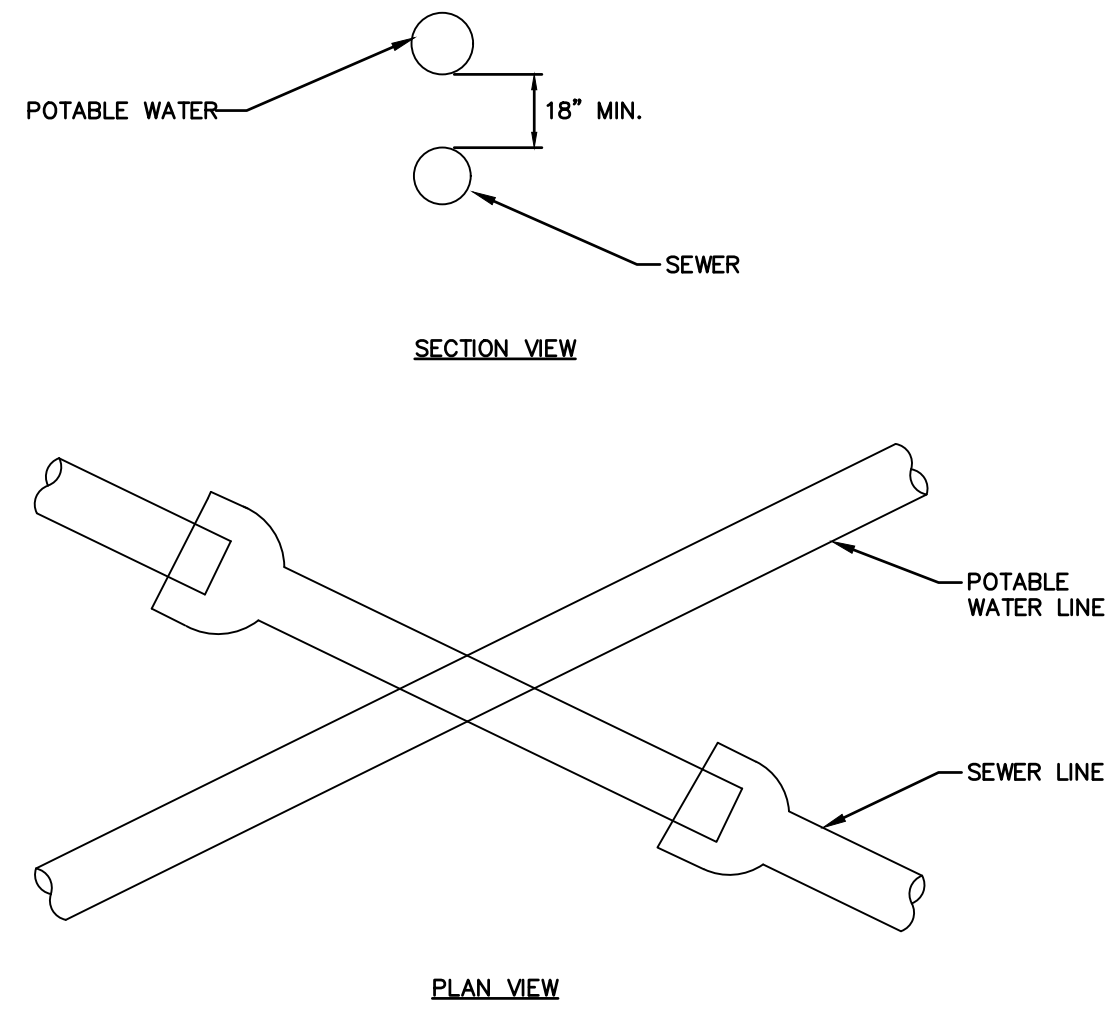 POTABLE WATER
18" MIN.
SEWER
SECTION VIEW
POTABLE
WATER LINE
SEWER LINE
PLAN VIEW